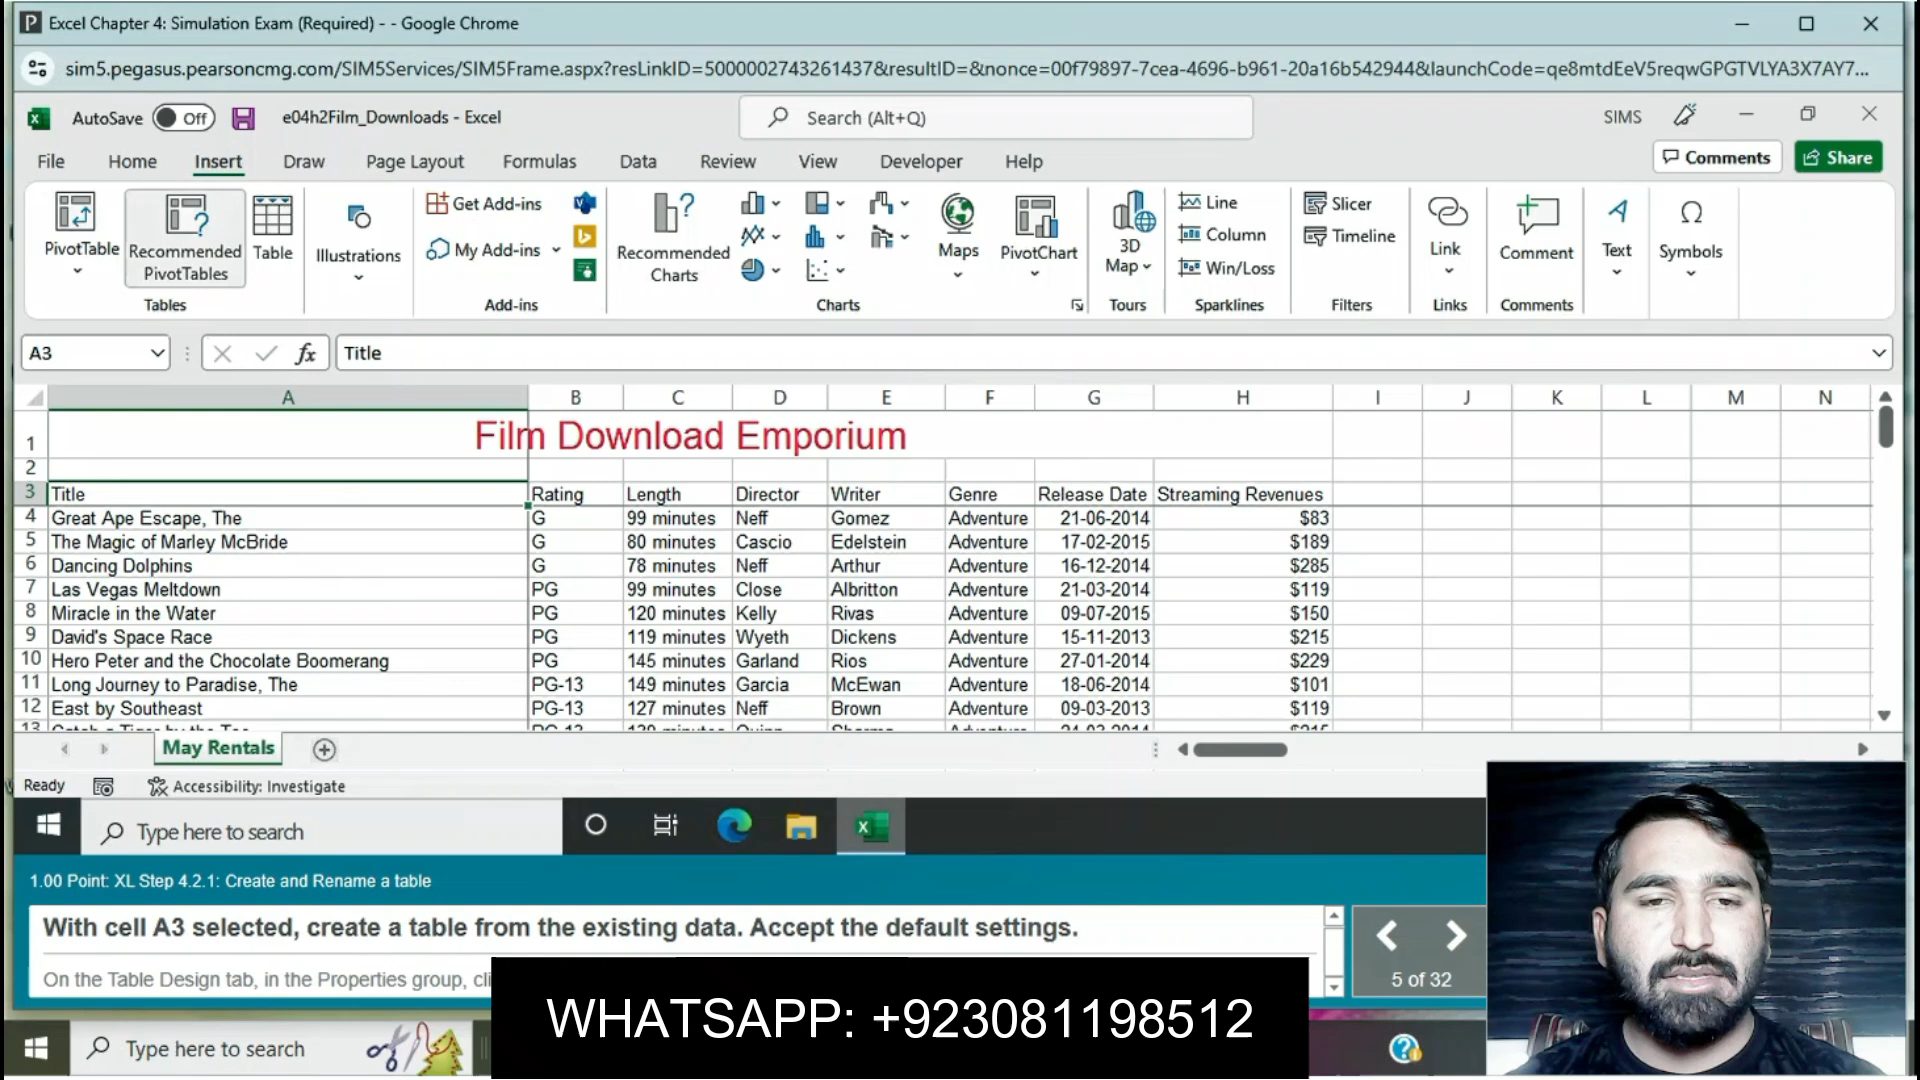 Excel Chapter 4: Simulation Exam (Required) - - Google Chrome
sim5.pegasus.pearsoncmg.com/SIM5Services/SIM5Frame.aspx?resLinkID=5000002743261437&resultID=&nonce=00f79897-7cea-4696-b961-20a16b542944&launchCode=qe8mtdEeV5reqwGPGTVLYA3X7AY7...
AutoSave Off e04h2Film_Downloads - Excel Search (Alt+Q) SIMS
File Home Insert Draw Page Layout Formulas Data Review View Developer Help Comments Share
PivotTable Recommended PivotTables Table Illustrations Get Add-ins My Add-ins Recommended Charts Maps PivotChart 3D Map Line Column Win/Loss Slicer Timeline Link Comment Text Symbols
Tables Add-ins Charts Tours Sparklines Filters Links Comments
A3 fx Title
A B C D E F G H I J K L M N
1 Film Download Emporium
2
3 Title Rating Length Director Writer Genre Release Date Streaming Revenues
4 Great Ape Escape, The G 99 minutes Neff Gomez Adventure 21-06-2014 $83
5 The Magic of Marley McBride G 80 minutes Cascio Edelstein Adventure 17-02-2015 $189
6 Dancing Dolphins G 78 minutes Neff Arthur Adventure 16-12-2014 $285
7 Las Vegas Meltdown PG 99 minutes Close Albritton Adventure 21-03-2014 $119
8 Miracle in the Water PG 120 minutes Kelly Rivas Adventure 09-07-2015 $150
9 David's Space Race PG 119 minutes Wyeth Dickens Adventure 15-11-2013 $215
10 Hero Peter and the Chocolate Boomerang PG 145 minutes Garland Rios Adventure 27-01-2014 $229
11 Long Journey to Paradise, The PG-13 149 minutes Garcia McEwan Adventure 18-06-2014 $101
12 East by Southeast PG-13 127 minutes Neff Brown Adventure 09-03-2013 $119
May Rentals
Ready Accessibility: Investigate
Type here to search
1.00 Point: XL Step 4.2.1: Create and Rename a table
With cell A3 selected, create a table from the existing data. Accept the default settings.
On the Table Design tab, in the Properties group, cli
5 of 32
WHATSAPP: +923081198512
Type here to search